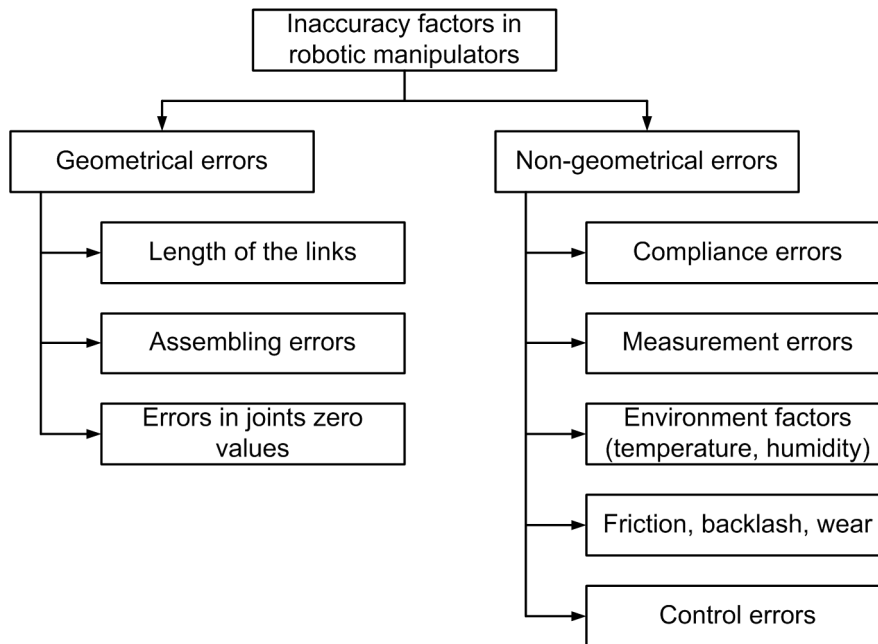 Inaccuracy factors in
robotic manipulators
Geometrical errors
Non-geometrical errors
Length of the links
Assembling errors
Errors in joints zero
values
Compliance errors
Measurement errors
Environment factors
(temperature, humidity)
Friction, backlash, wear
Control errors